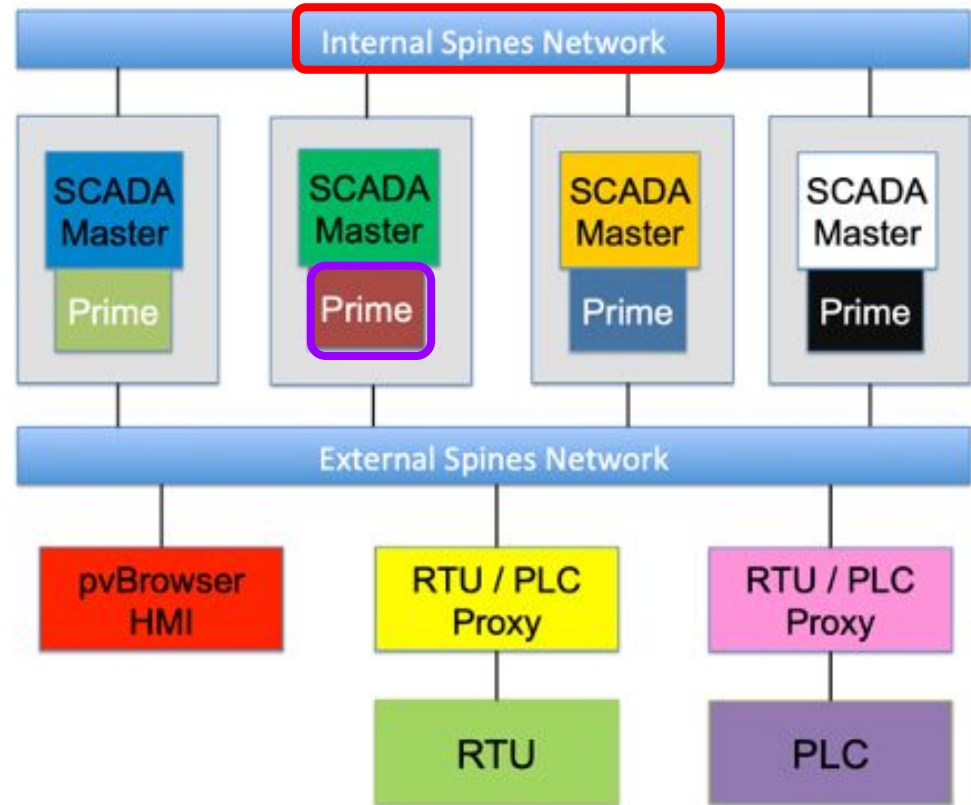 Internal Spines Network
SCADA
Master
Prime
SCADA
Master
Prime
SCADA
Master
Prime
SCADA
Master
Prime
External Spines Network
pvBrowser
HMI
RTU / PLC
Proxy
RTU / PLC
Proxy
RTU
PLC